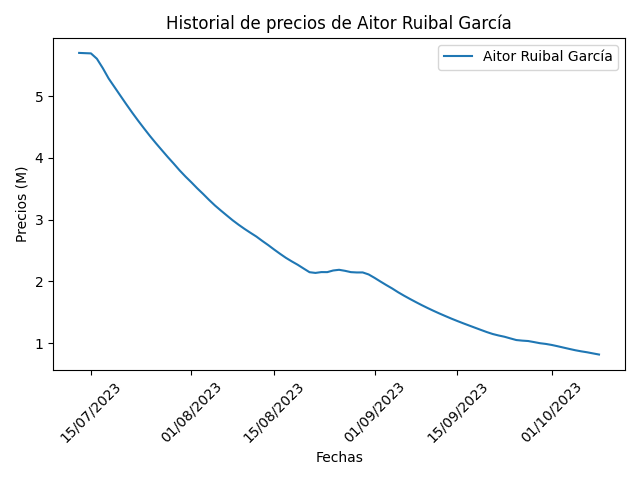 Historial de precios de Aitor Ruibal García
Aitor Ruibal García
Precios (M)
5
4
3
2
1
15/07/2023
01/08/2023
15/08/2023
01/09/2023
15/09/2023
01/10/2023
Fechas